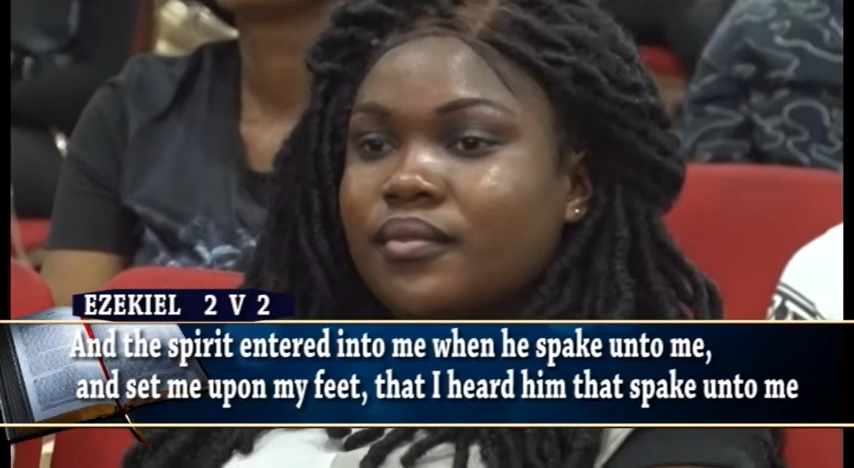 EZEKIEL 2 V 2
And the spirit entered into me when he spake unto me,
and set me upon my feet, that I heard him that spake unto me